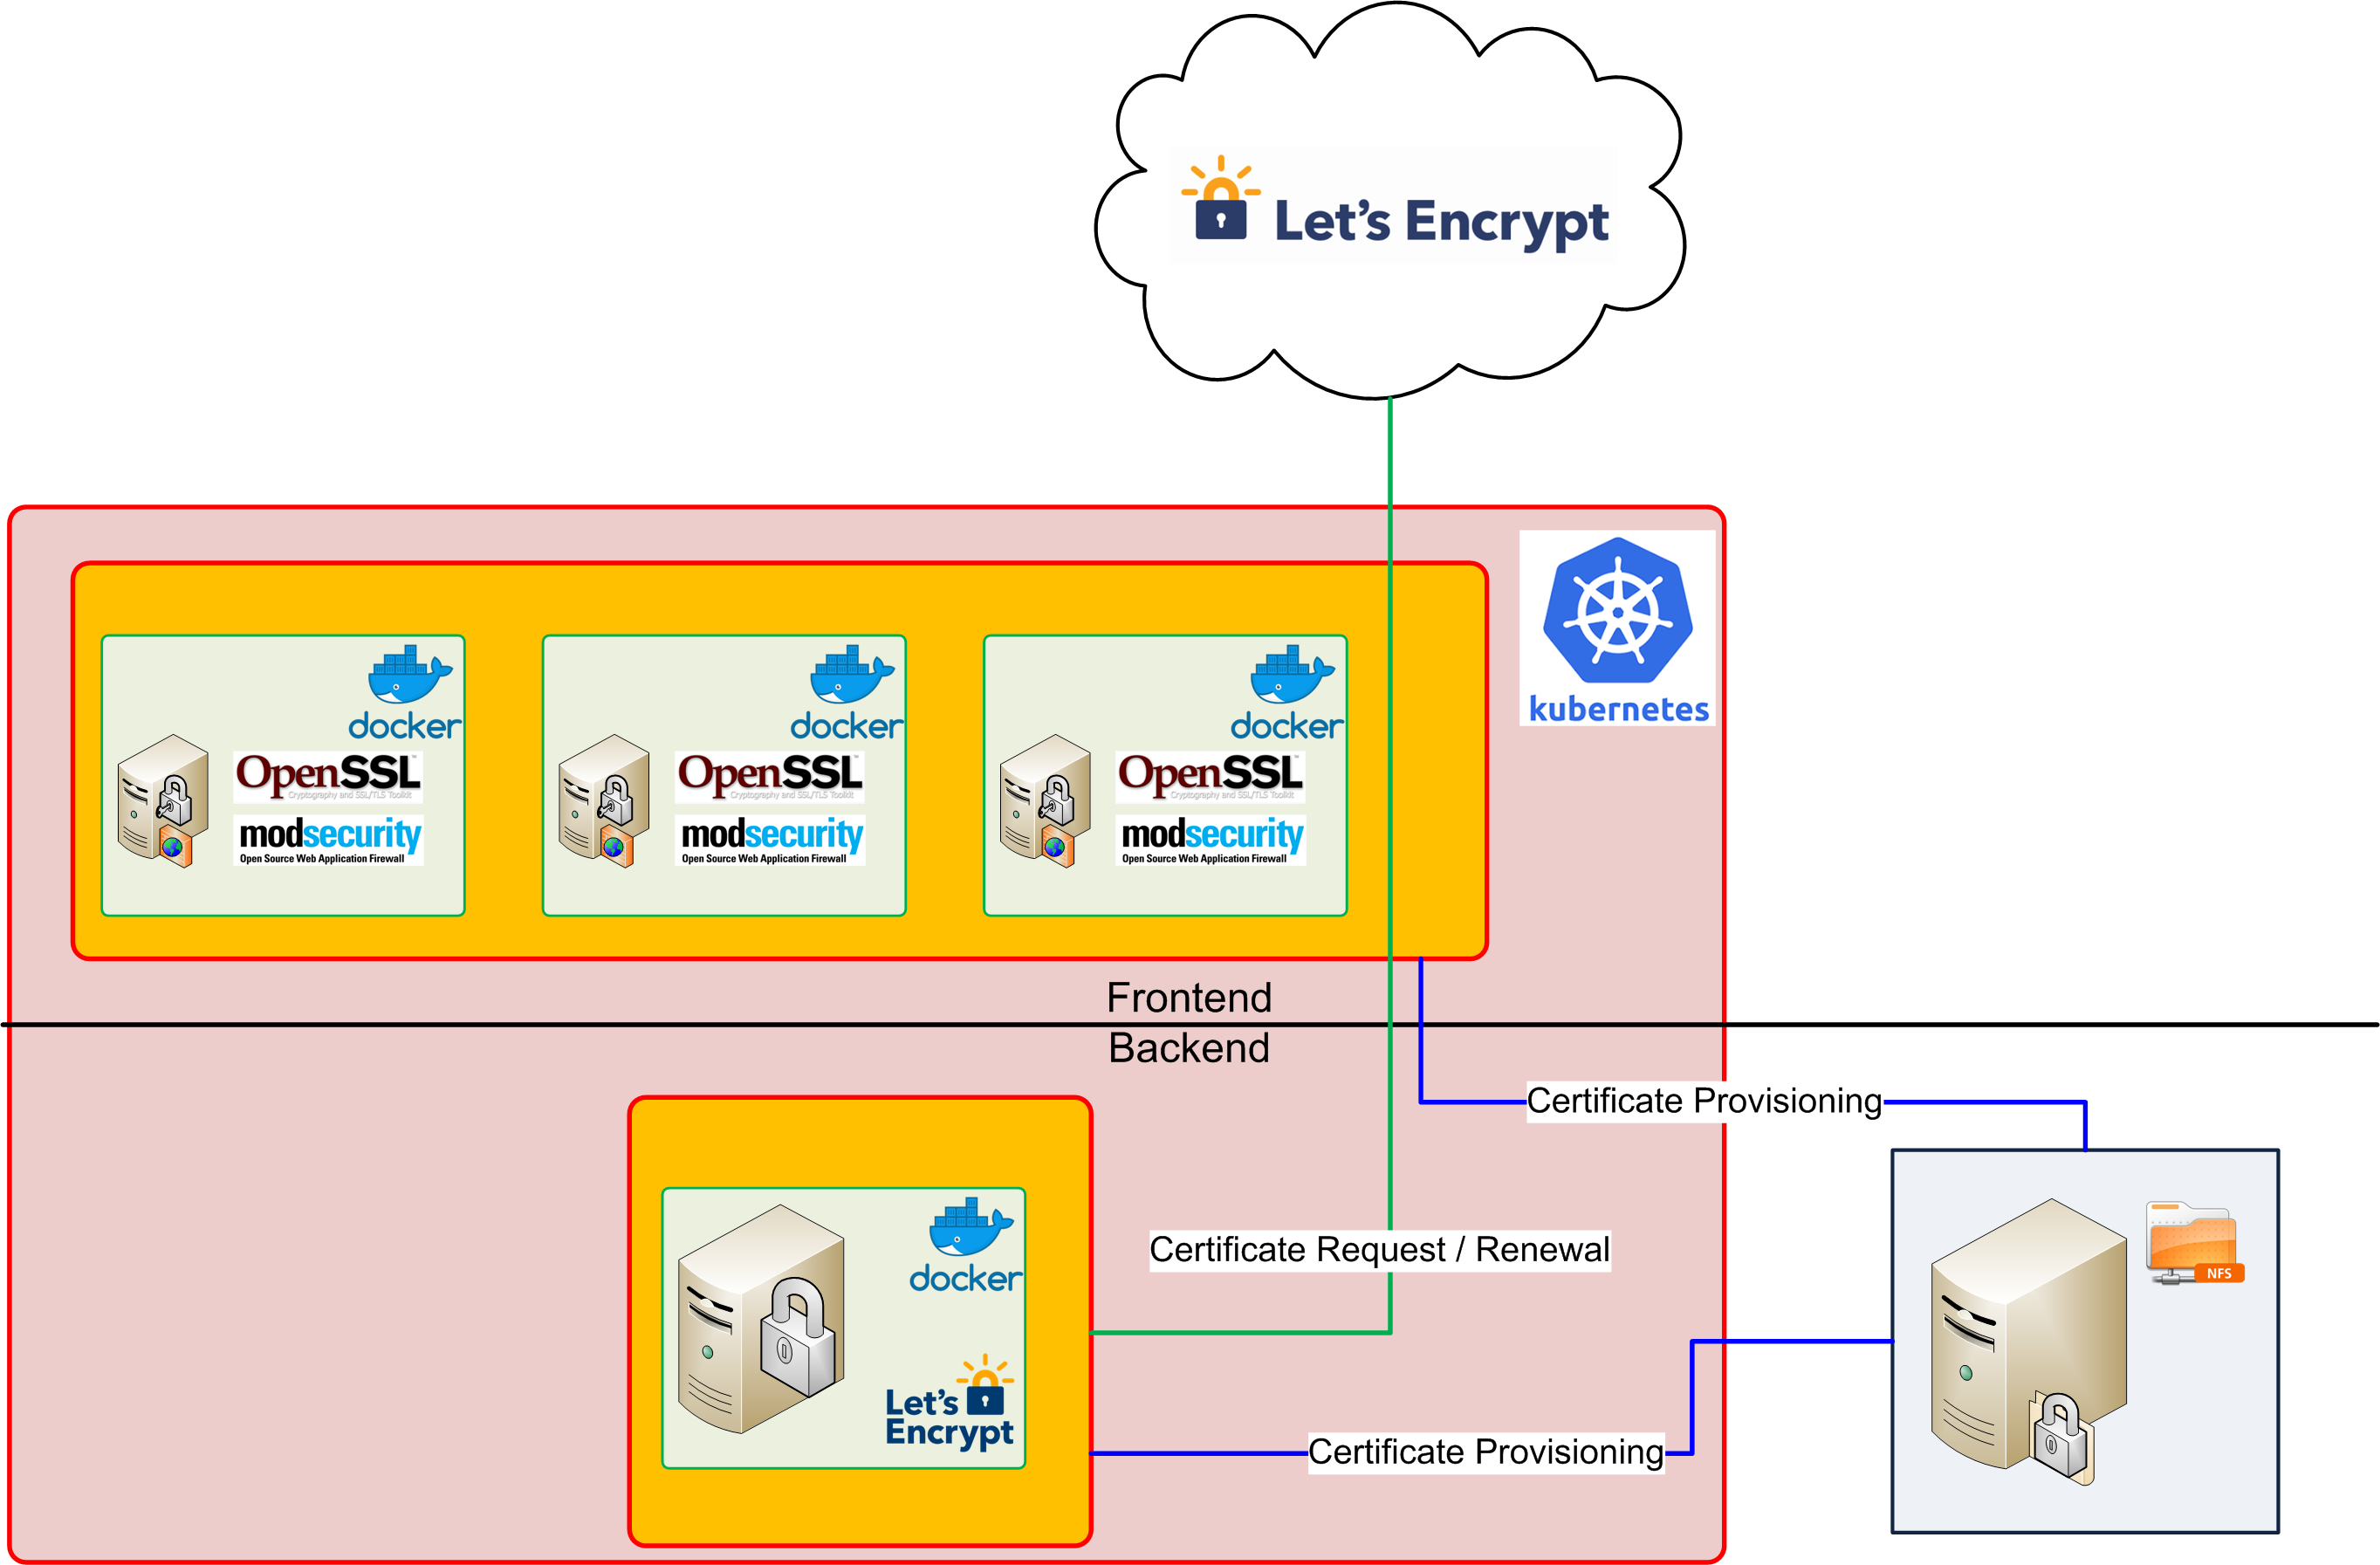 Let's Encrypt
kubernetes
docker
OpenSSL
Cryptography and SSL/TLS Toolkit
modsecurity
Open Source Web Application Firewall
docker
OpenSSL
Cryptography and SSL/TLS Toolkit
modsecurity
Open Source Web Application Firewall
docker
OpenSSL
Cryptography and SSL/TLS Toolkit
modsecurity
Open Source Web Application Firewall
Frontend
Backend
Certificate Provisioning
docker
Let's
Encrypt
Certificate Request / Renewal
Certificate Provisioning
NFS